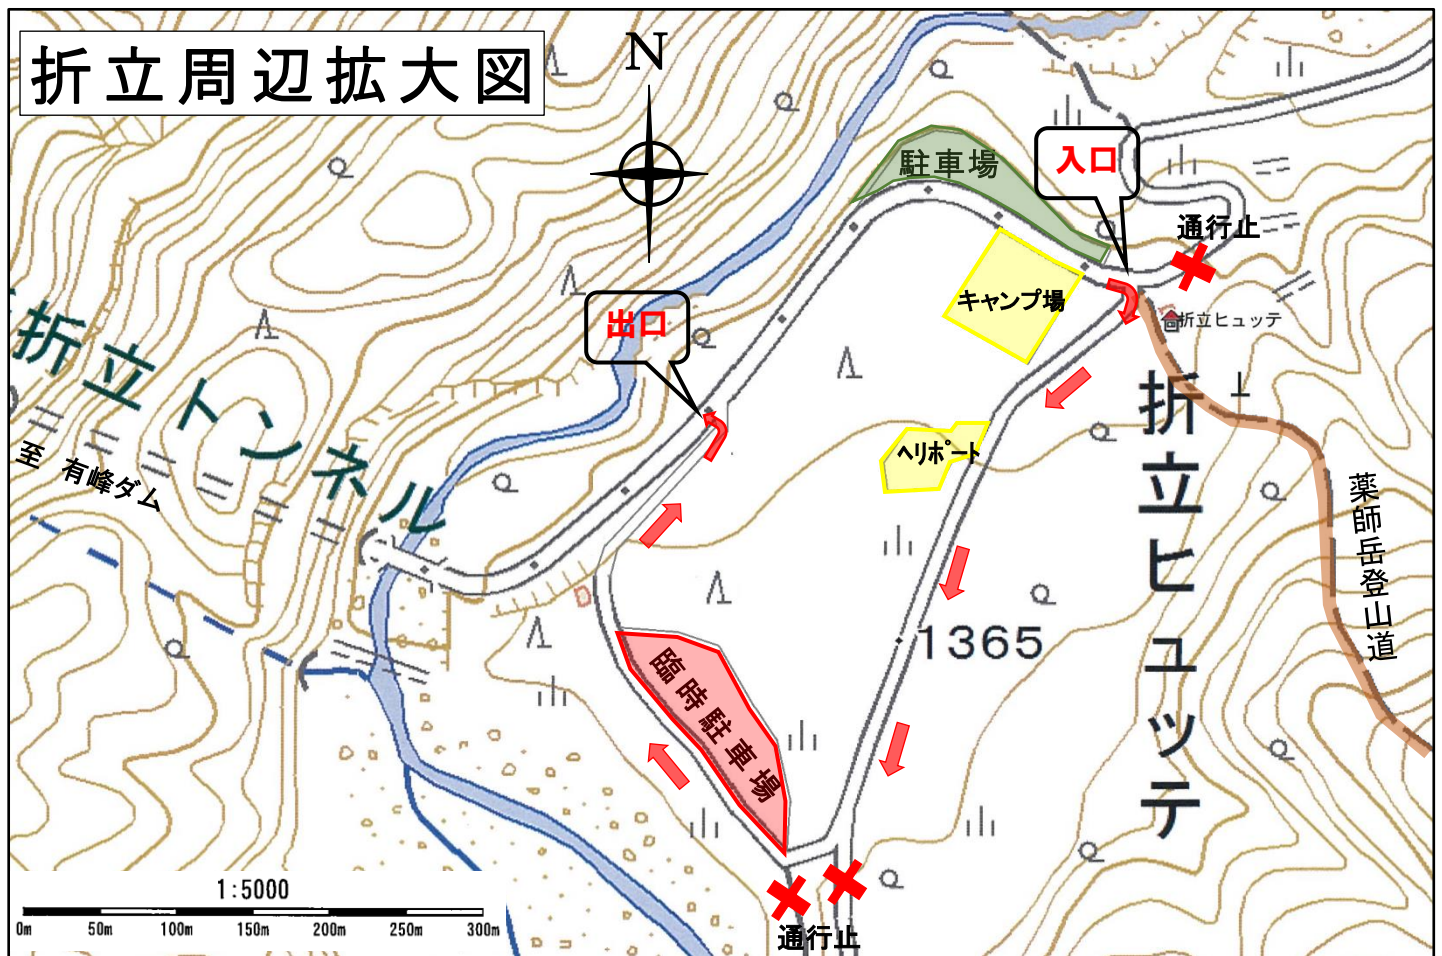 折立周辺拡大図
N
駐車場
入口
通行止
キャンプ場
折立ヒュッテ
出口
折立トンネル
至 有峰ダム
ヘリポート
折立ヒュッテ
薬師岳登山道
1365
臨時駐車場
通行止
1:5000
0m 50m 100m 150m 200m 250m 300m